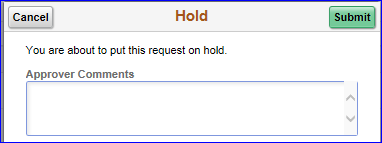 Cancel Hold Submit
You are about to put this request on hold.
Approver Comments